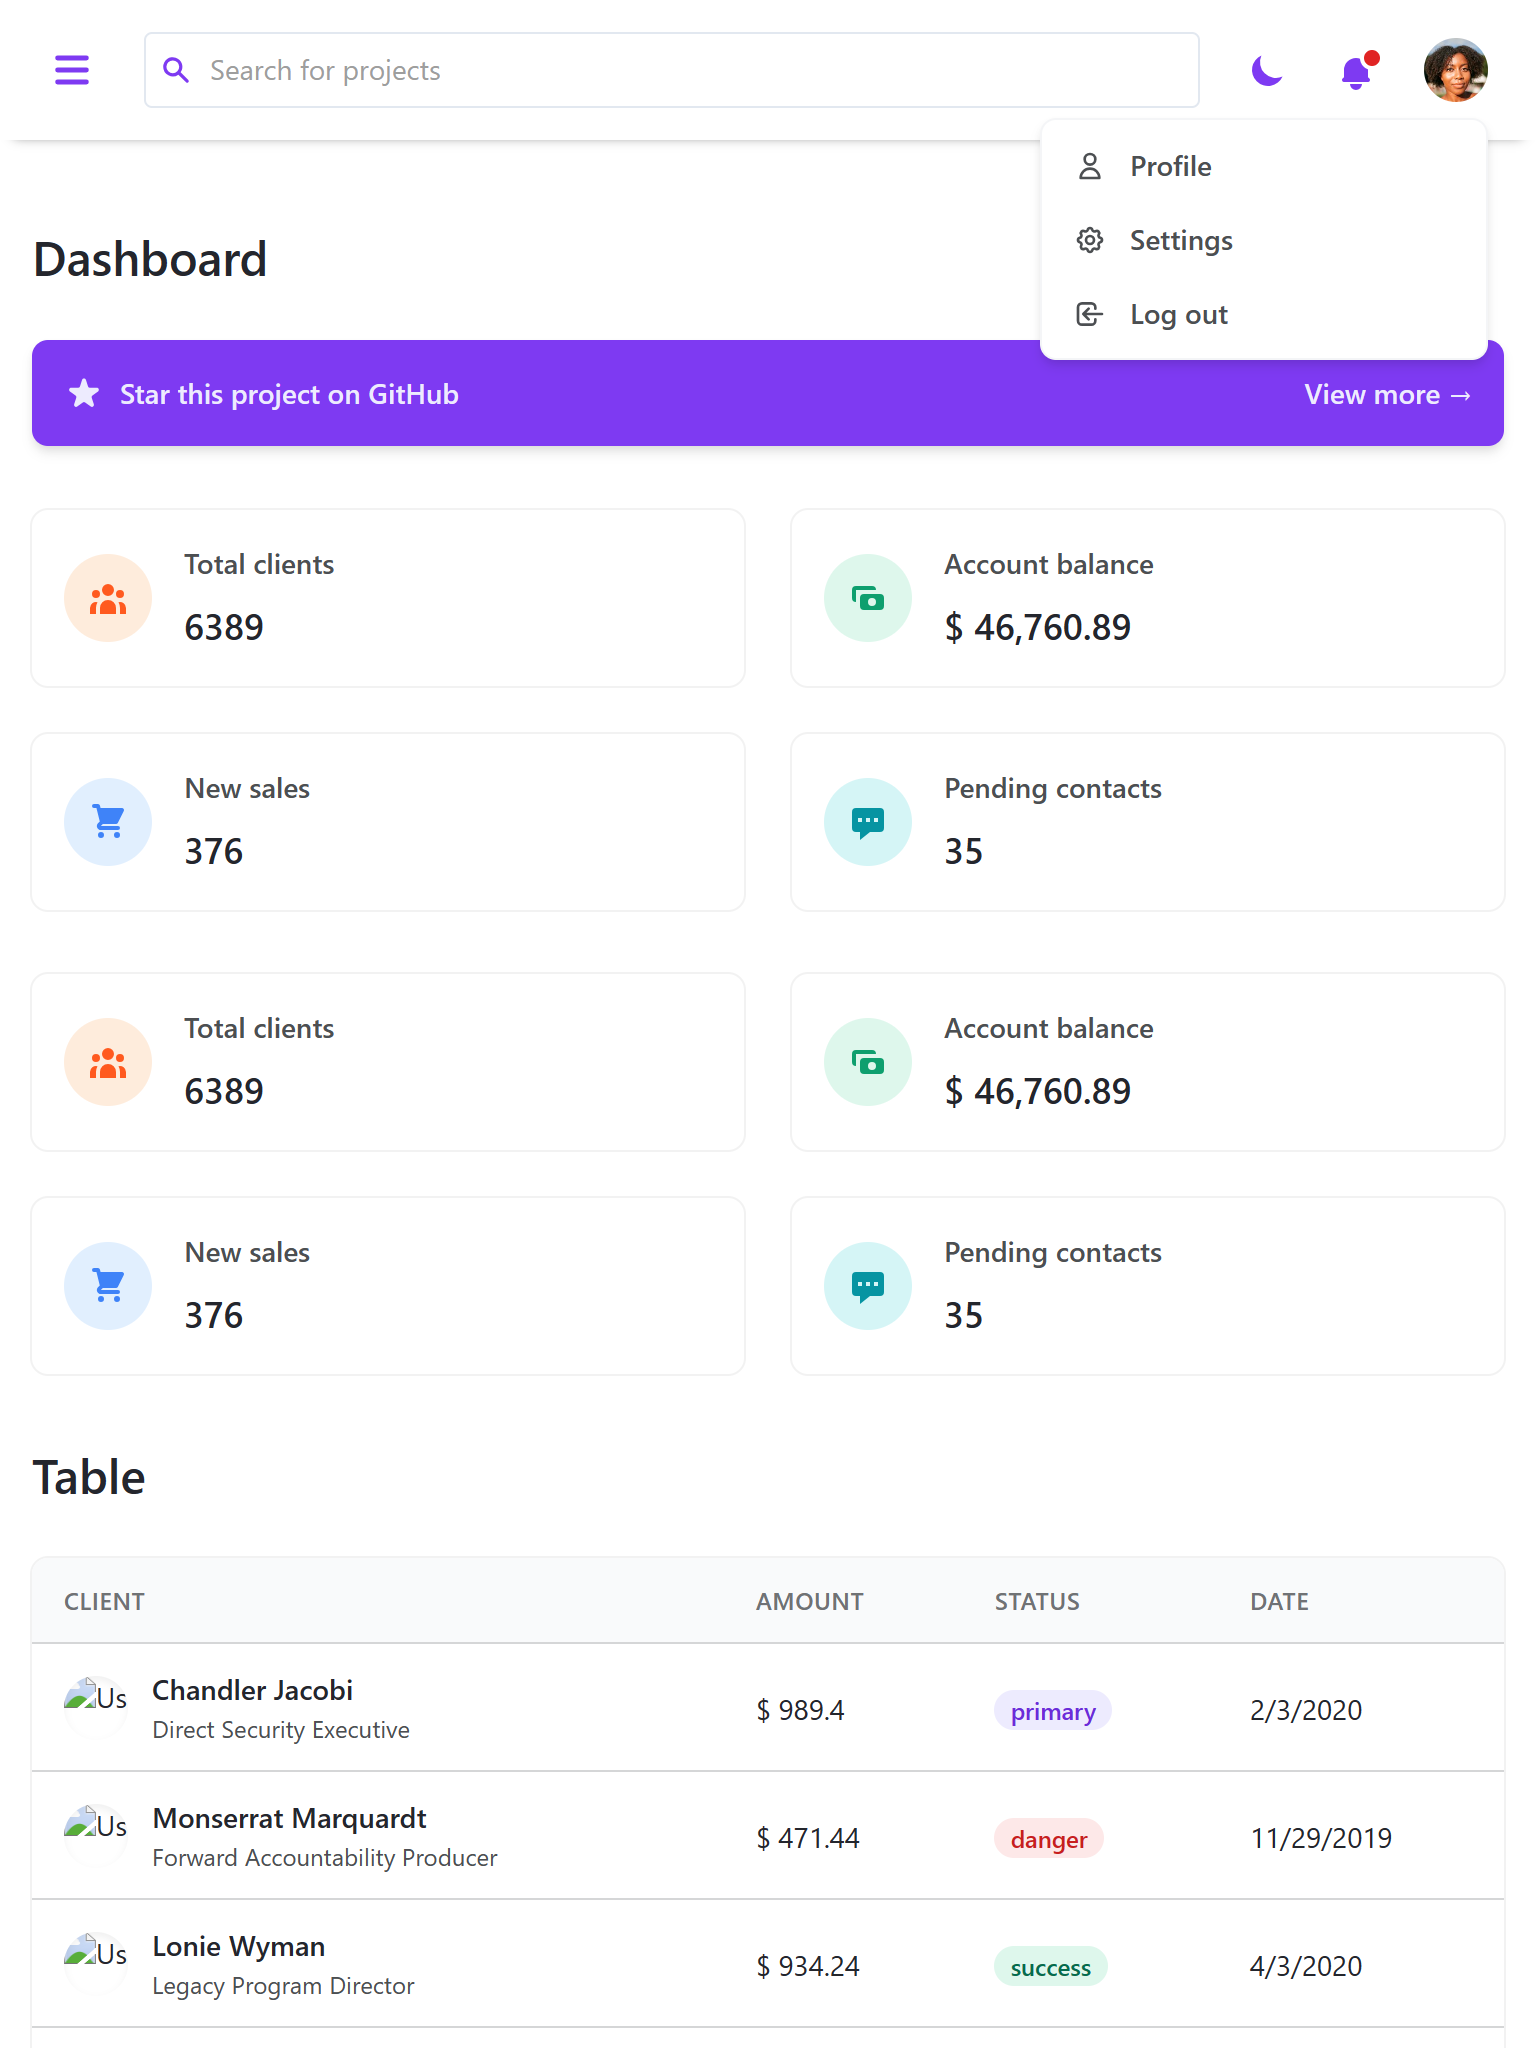 Search for projects
Profile
Settings
Log out
Dashboard
Star this project on GitHub
View more →
Total clients
6389
Account balance
$ 46,760.89
New sales
376
Pending contacts
35
Total clients
6389
Account balance
$ 46,760.89
New sales
376
Pending contacts
35
Table
CLIENT AMOUNT STATUS DATE
Us
Chandler Jacobi
Direct Security Executive
$ 989.4
primary
2/3/2020
Us
Monserrat Marquardt
Forward Accountability Producer
$ 471.44
danger
11/29/2019
Us
Lonie Wyman
Legacy Program Director
$ 934.24
success
4/3/2020